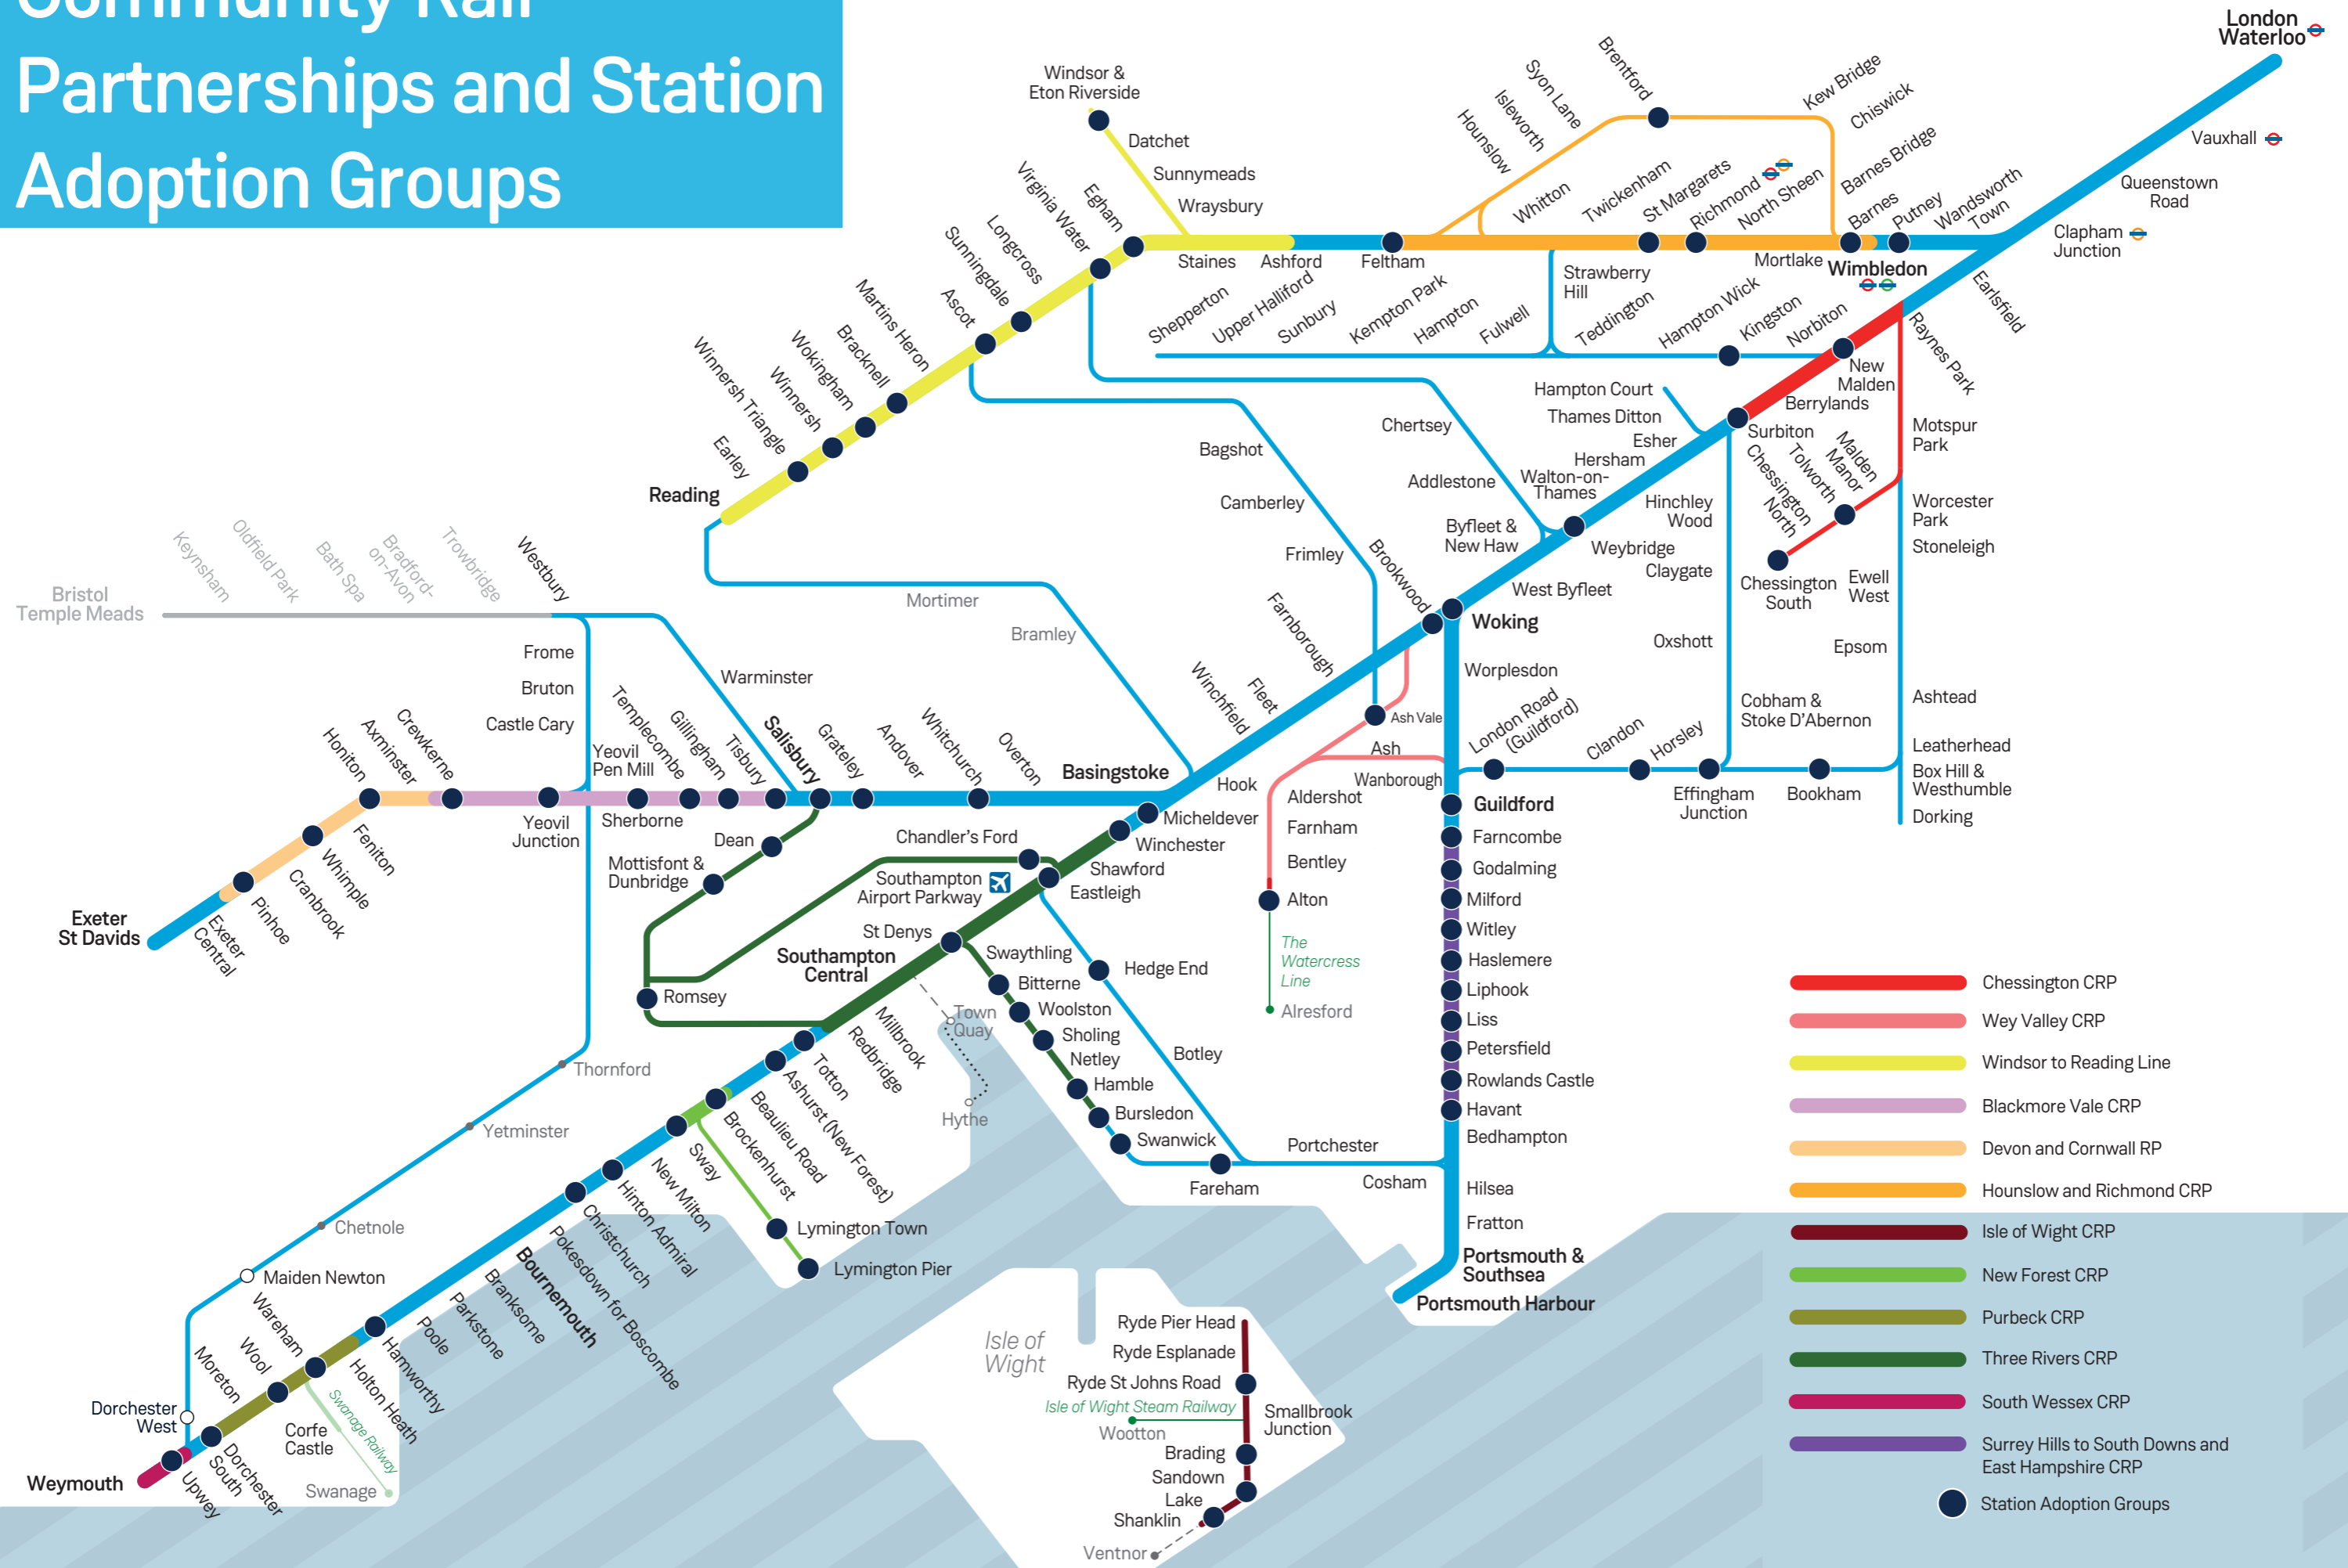 Community Rail
Partnerships and Station
Adoption Groups
London
Waterloo
Vauxhall
Queenstown
Road
Clapham
Junction
Earlsfield
Wimbledon
Raynes Park
Windsor &
Eton Riverside
Datchet
Sunnymeads
Wraysbury
Virginia Water
Egham
Longcross
Sunningdale
Ascot
Martins Heron
Bracknell
Wokingham
Winnersh
Winnersh Triangle
Earley
Reading
Staines
Ashford
Feltham
Hounslow
Isleworth
Syon Lane
Brentford
Kew Bridge
Chiswick
Barnes Bridge
Whitton
Twickenham
St Margarets
Richmond
North Sheen
Mortlake
Barnes
Putney
Wandsworth
Town
Strawberry
Hill
Shepperton
Upper Halliford
Sunbury
Kempton Park
Hampton
Fulwell
Teddington
Hampton Wick
Kingston
Norbiton
New
Malden
Berrylands
Surbiton
Hampton Court
Thames Ditton
Esher
Hersham
Walton-on-
Thames
Chertsey
Addlestone
Byfleet &
New Haw
Weybridge
West Byfleet
Woking
Brookwood
Bagshot
Camberley
Frimley
Farnborough
Fleet
Winchfield
Hook
Basingstoke
Motspur
Park
Malden
Manor
Tolworth
Chessington
North
Chessington
South
Worcester
Park
Stoneleigh
Ewell
West
Epsom
Ashtead
Leatherhead
Box Hill &
Westhumble
Dorking
Hinchley
Wood
Claygate
Oxshott
Cobham &
Stoke D'Abernon
Effingham
Junction
Bookham
Horsley
Clandon
London Road
(Guildford)
Worplesdon
Ash Vale
Ash
Wanborough
Aldershot
Farnham
Bentley
Alton
The
Watercress
Line
Alresford
Guildford
Farncombe
Godalming
Milford
Witley
Haslemere
Liphook
Liss
Petersfield
Rowlands Castle
Havant
Bedhampton
Hilsea
Fratton
Portsmouth &
Southsea
Portsmouth Harbour
Mortimer
Bramley
Bristol
Temple Meads
Keynsham
Oldfield Park
Bath Spa
Bradford-
on-Avon
Trowbridge
Westbury
Frome
Bruton
Castle Cary
Warminster
Yeovil
Pen Mill
Templecombe
Gillingham
Tisbury
Salisbury
Grateley
Andover
Whitchurch
Overton
Sherborne
Yeovil
Junction
Crewkerne
Axminster
Honiton
Feniton
Whimple
Cranbrook
Pinhoe
Exeter
Central
Exeter
St Davids
Dean
Mottisfont &
Dunbridge
Romsey
Chandler's Ford
Southampton
Airport Parkway
St Denys
Southampton
Central
Micheldever
Winchester
Shawford
Eastleigh
Swaythling
Bitterne
Woolston
Sholing
Netley
Hamble
Bursledon
Swanwick
Fareham
Hedge End
Botley
Portchester
Cosham
Town
Quay
Hythe
Millbrook
Redbridge
Totton
Ashurst (New Forest)
Beaulieu Road
Brockenhurst
Sway
Lymington Town
Lymington Pier
New Milton
Hinton Admiral
Christchurch
Pokesdown for Boscombe
Bournemouth
Branksome
Parkstone
Poole
Hamworthy
Holton Heath
Wareham
Wool
Moreton
Dorchester
South
Upwey
Weymouth
Dorchester
West
Maiden Newton
Chetnole
Yetminster
Thornford
Corfe
Castle
Swanage Railway
Swanage
Isle of
Wight
Ryde Pier Head
Ryde Esplanade
Ryde St Johns Road
Isle of Wight Steam Railway
Wootton
Smallbrook
Junction
Brading
Sandown
Lake
Shanklin
Ventnor
Chessington CRP
Wey Valley CRP
Windsor to Reading Line
Blackmore Vale CRP
Devon and Cornwall RP
Hounslow and Richmond CRP
Isle of Wight CRP
New Forest CRP
Purbeck CRP
Three Rivers CRP
South Wessex CRP
Surrey Hills to South Downs and
East Hampshire CRP
Station Adoption Groups